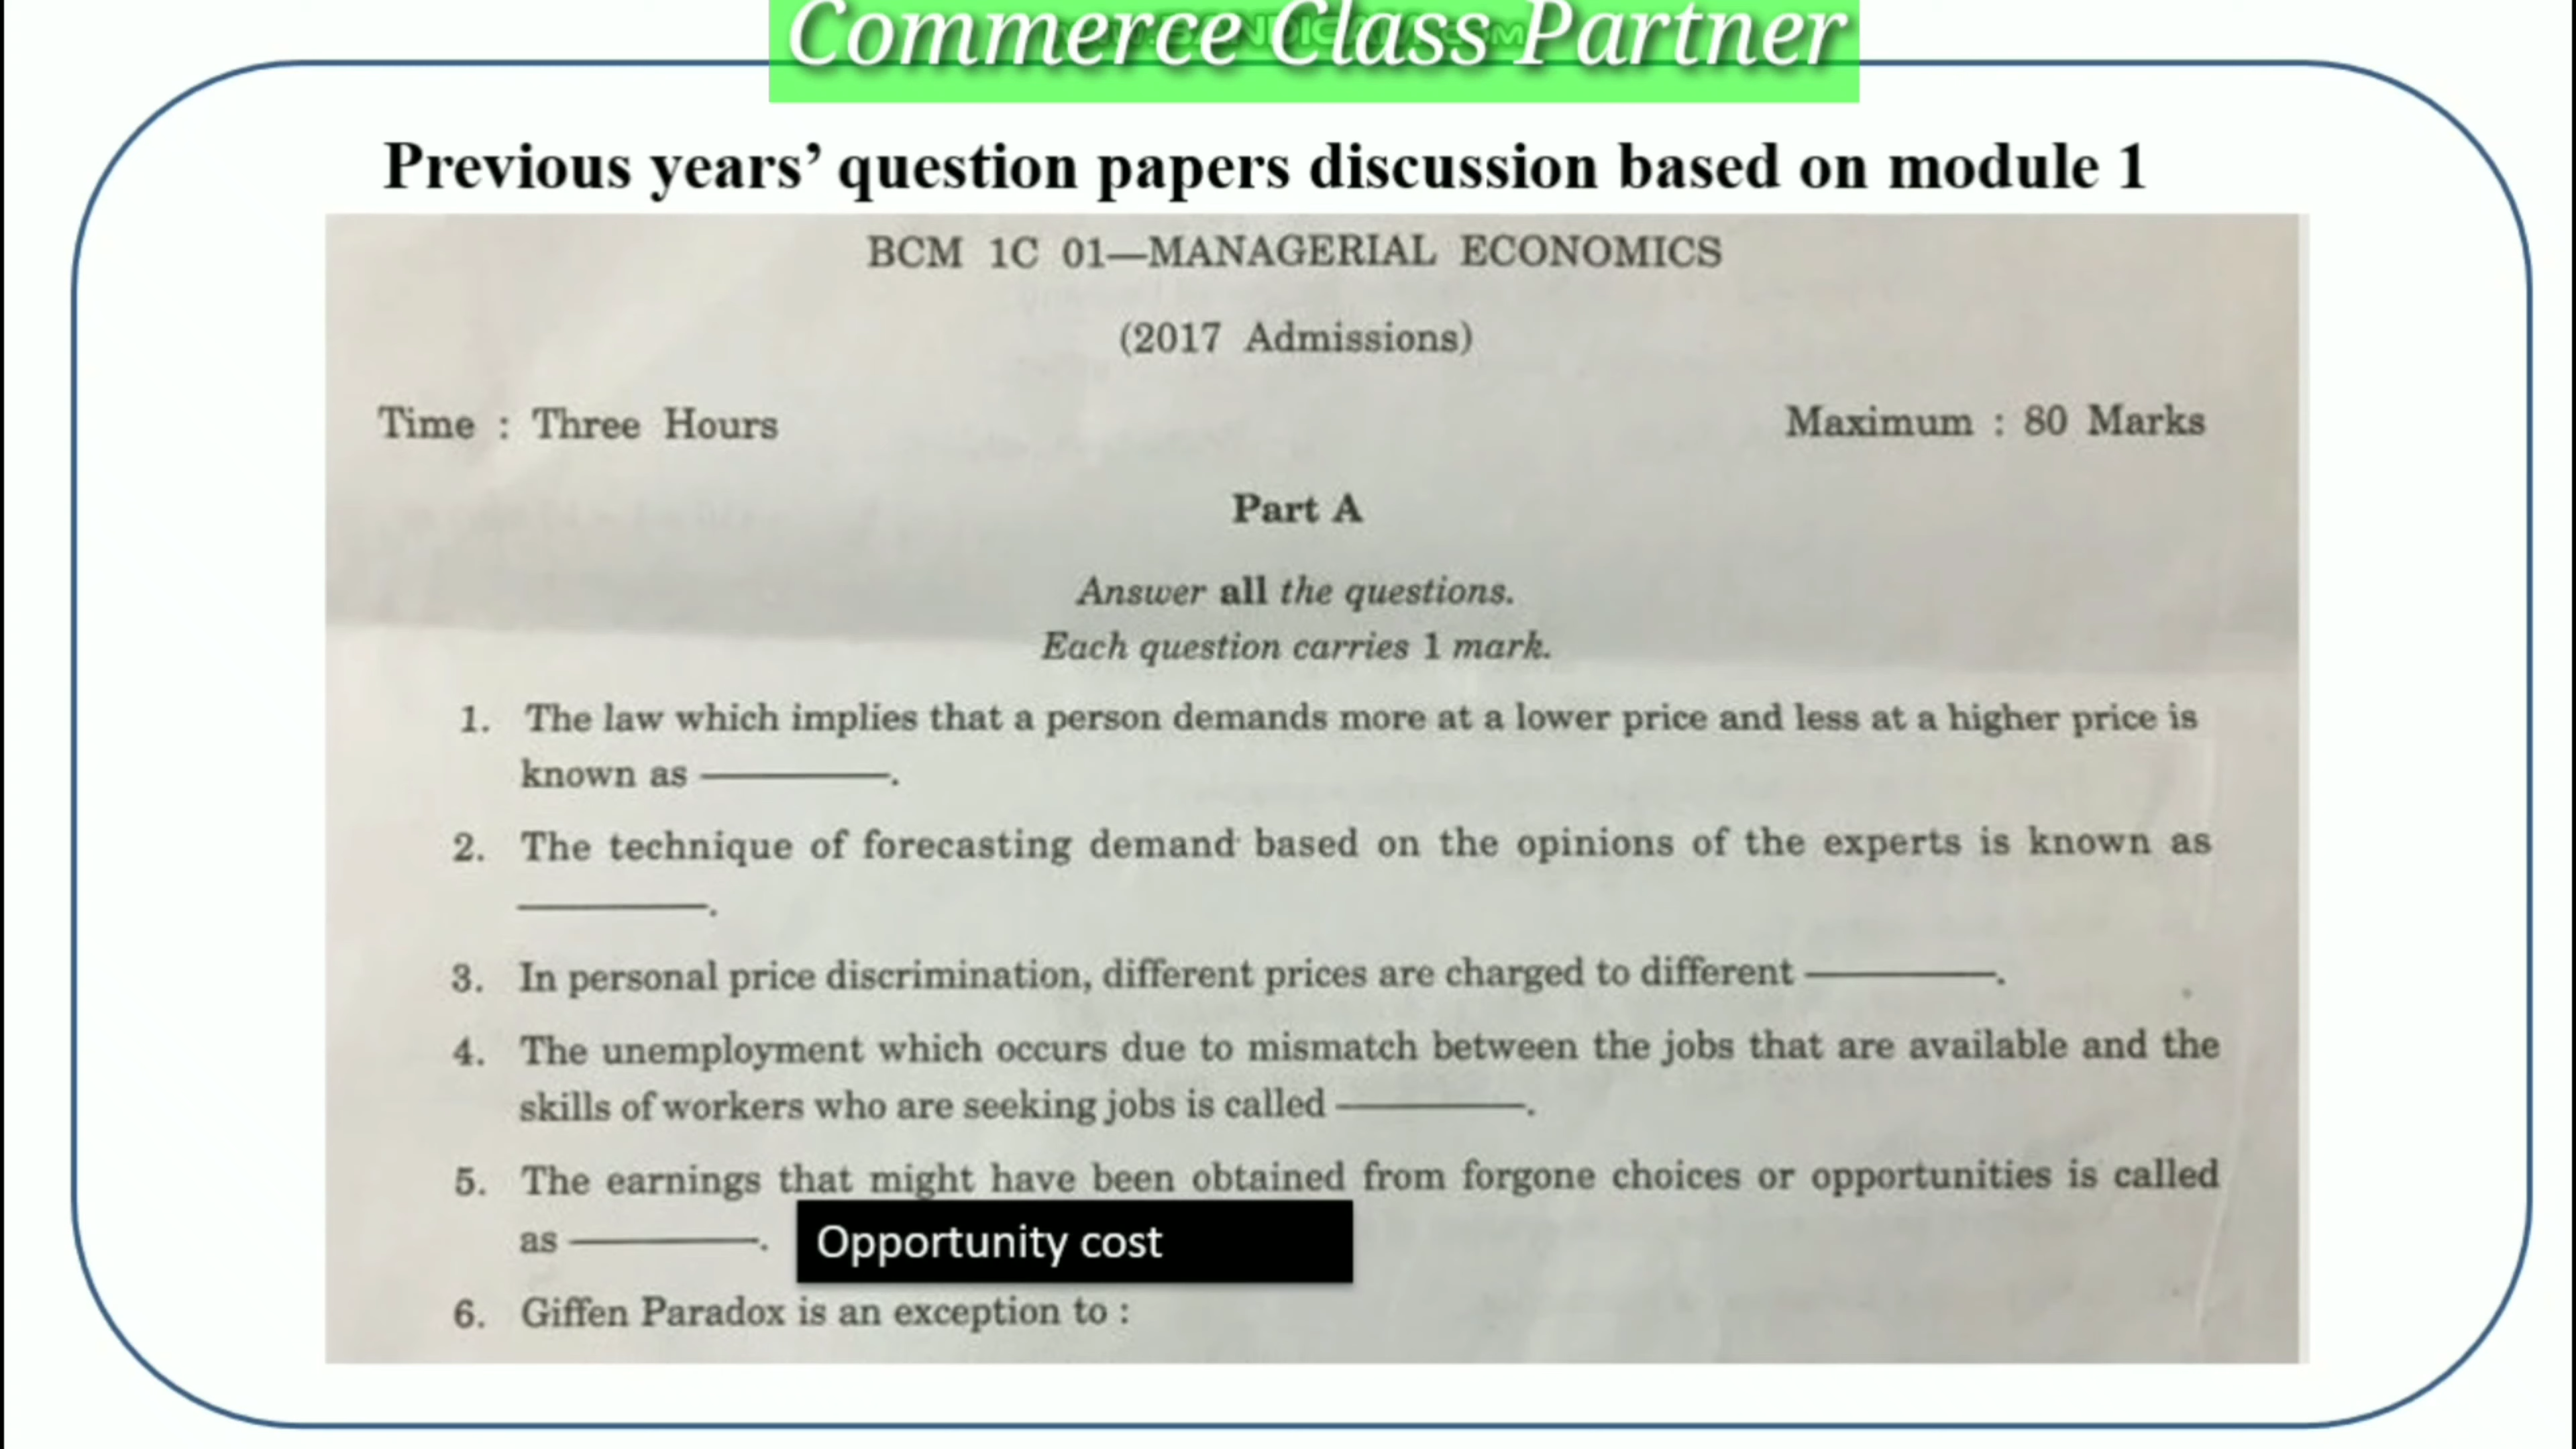 Commerce Class Partner
Previous years’ question papers discussion based on module 1
BCM 1C 01—MANAGERIAL ECONOMICS
(2017 Admissions)
Time : Three Hours
Maximum : 80 Marks
Part A
Answer all the questions.
Each question carries 1 mark.
1. The law which implies that a person demands more at a lower price and less at a higher price is
known as ————.
2. The technique of forecasting demand based on the opinions of the experts is known as
————.
3. In personal price discrimination, different prices are charged to different ————.
4. The unemployment which occurs due to mismatch between the jobs that are available and the
skills of workers who are seeking jobs is called ————.
5. The earnings that might have been obtained from forgone choices or opportunities is called
as ————. Opportunity cost
6. Giffen Paradox is an exception to :